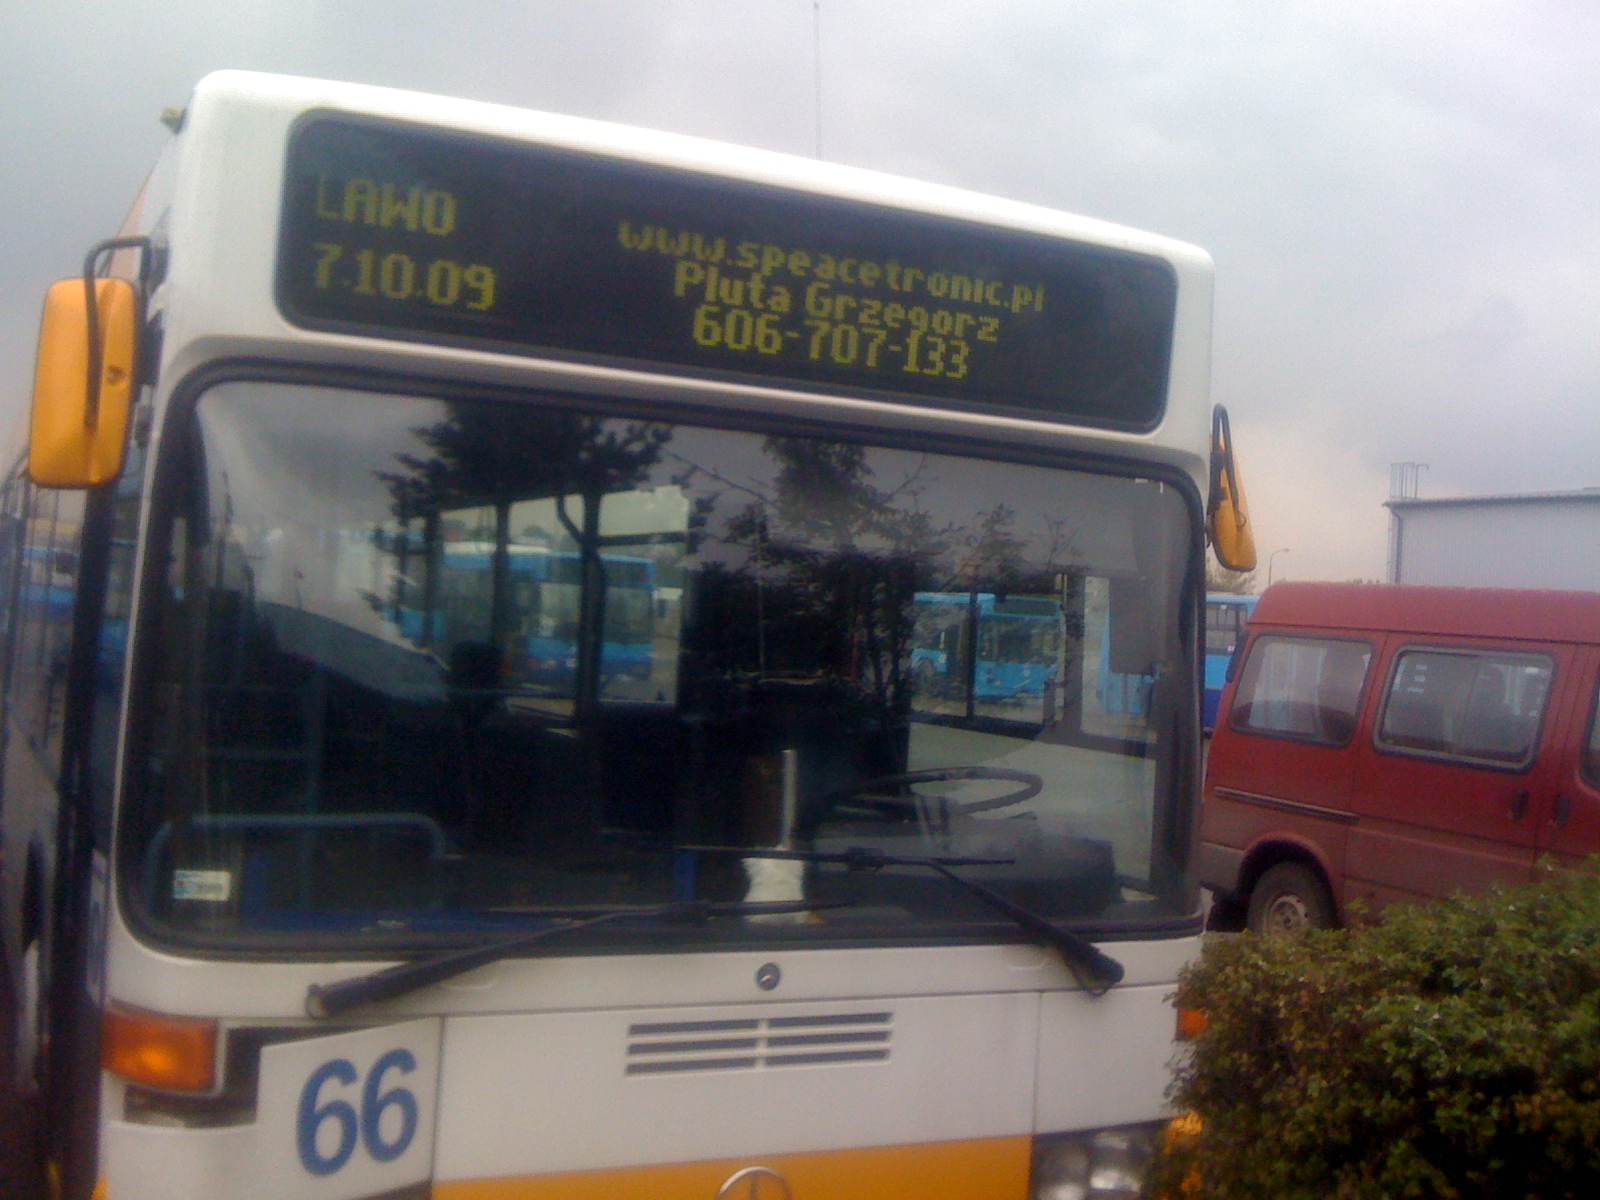 LAWO
7.10.09
www.speacetronic.pl
Pluta Grzegorz
606-707-133
66